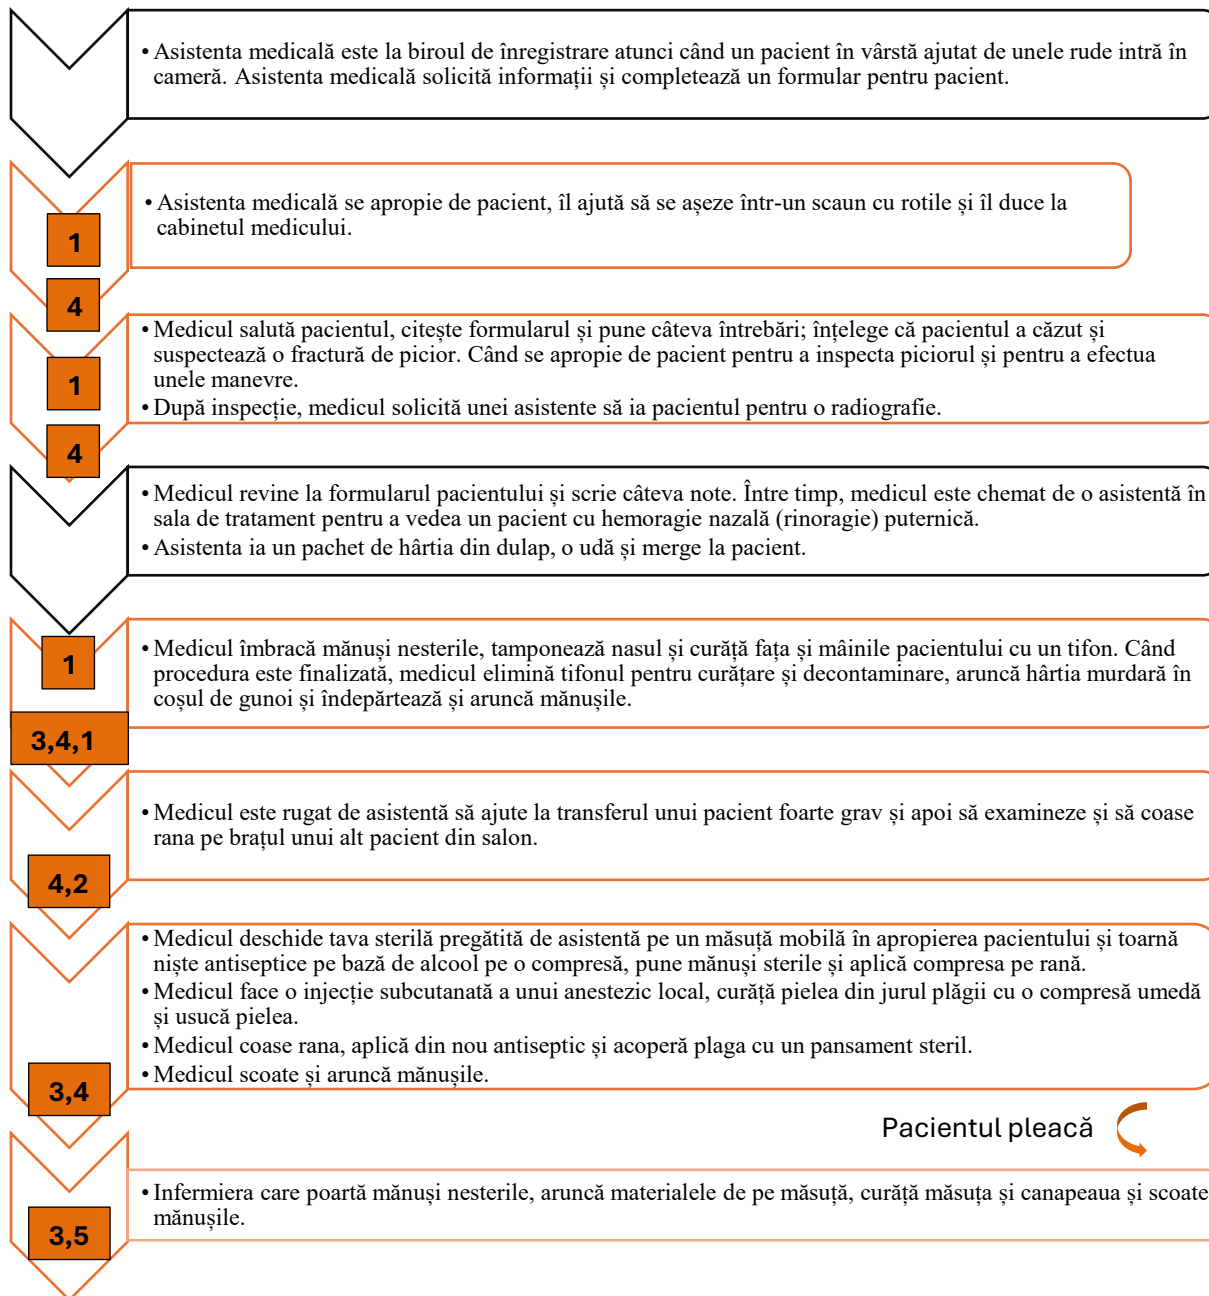 • Asistenta medicală este la biroul de înregistrare atunci când un pacient în vârstă ajutat de unele rude intră în
cameră. Asistenta medicală solicită informații și completează un formular pentru pacient.
1
• Asistenta medicală se apropie de pacient, îl ajută să se așeze într-un scaun cu rotile și îl duce la
cabinetul medicului.
4
1
• Medicul salută pacientul, citește formularul și pune câteva întrebări; înțelege că pacientul a căzut și
suspectează o fractură de picior. Când se apropie de pacient pentru a inspecta piciorul și pentru a efectua
unele manevre.
• După inspecție, medicul solicită unei asistente să ia pacientul pentru o radiografie.
4
• Medicul revine la formularul pacientului și scrie câteva note. Între timp, medicul este chemat de o asistentă în
sala de tratament pentru a vedea un pacient cu hemoragie nazală (rinoragie) puternică.
• Asistenta ia un pachet de hârtia din dulap, o udă și merge la pacient.
1
• Medicul îmbracă mănuși nesterile, tamponează nasul și curăță fața și mâinile pacientului cu un tifon. Când
procedura este finalizată, medicul elimină tifonul pentru curățare și decontaminare, aruncă hârtia murdară în
coșul de gunoi și îndepărtează și aruncă mănușile.
3,4,1
• Medicul este rugat de asistentă să ajute la transferul unui pacient foarte grav și apoi să examineze și să coase
rana pe brațul unui alt pacient din salon.
4,2
• Medicul deschide tava sterilă pregătită de asistentă pe un măsuță mobilă în apropierea pacientului și toarnă
niște antiseptice pe bază de alcool pe o compresă, pune mănuși sterile și aplică compresa pe rană.
• Medicul face o injecție subcutanată a unui anestezic local, curăță pielea din jurul plăgii cu o compresă umedă
și usucă pielea.
• Medicul coase rana, aplică din nou antiseptic și acoperă plaga cu un pansament steril.
• Medicul scoate și aruncă mănușile.
3,4
Pacientul pleacă
• Infermiera care poartă mănuși nesterile, aruncă materialele de pe măsuță, curăță măsuța și canapeaua și scoate
mănușile.
3,5